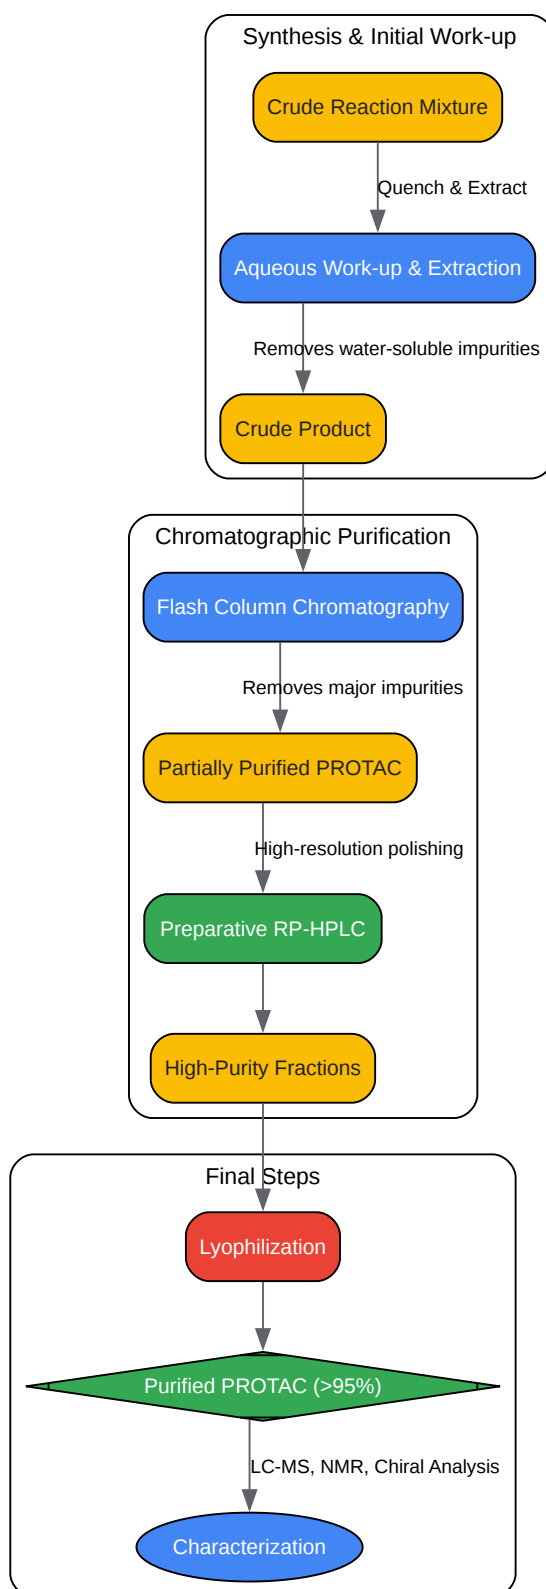 Synthesis & Initial Work-up
Crude Reaction Mixture
Quench & Extract
Aqueous Work-up & Extraction
Removes water-soluble impurities
Crude Product
Chromatographic Purification
Flash Column Chromatography
Removes major impurities
Partially Purified PROTAC
High-resolution polishing
Preparative RP-HPLC
High-Purity Fractions
Final Steps
Lyophilization
Purified PROTAC (>95%)
LC-MS, NMR, Chiral Analysis
Characterization